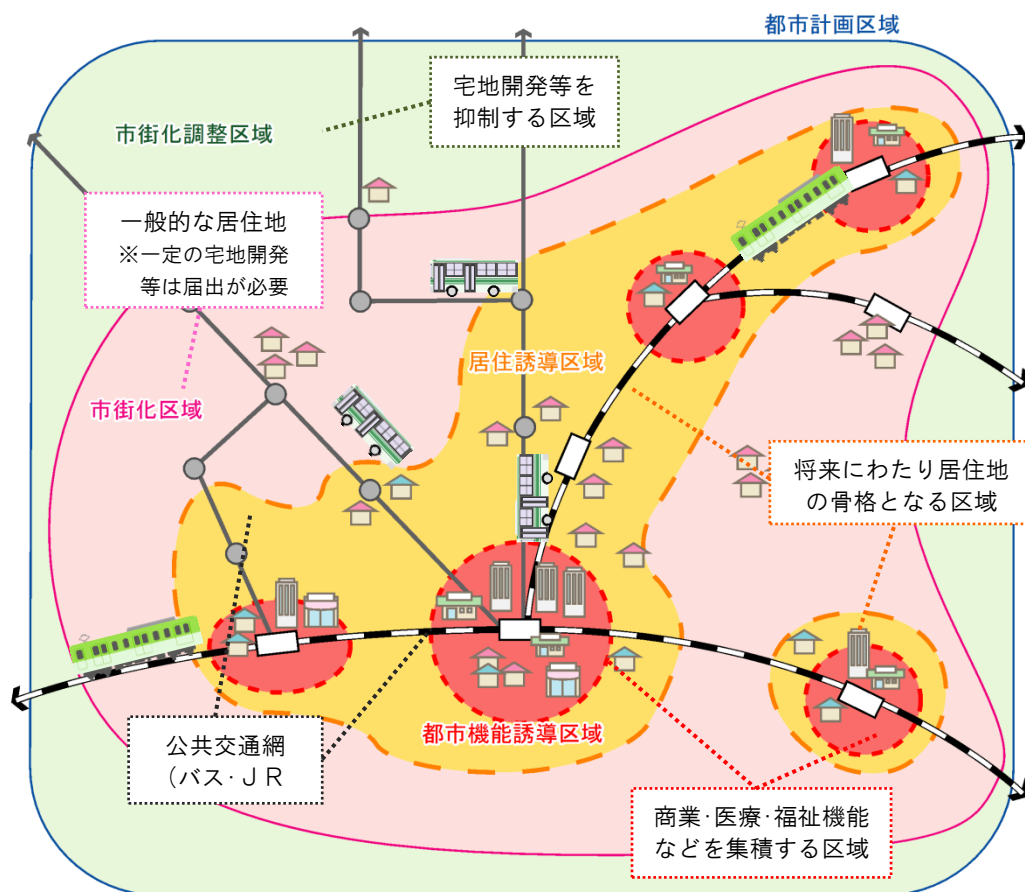 都市計画区域
宅地開発等を
抑制する区域
市街化調整区域
一般的な居住地
※一定の宅地開発
等は届出が必要
居住誘導区域
市街化区域
将来にわたり居住地
の骨格となる区域
都市機能誘導区域
公共交通網
（バス･ＪＲ
商業･医療･福祉機能
などを集積する区域